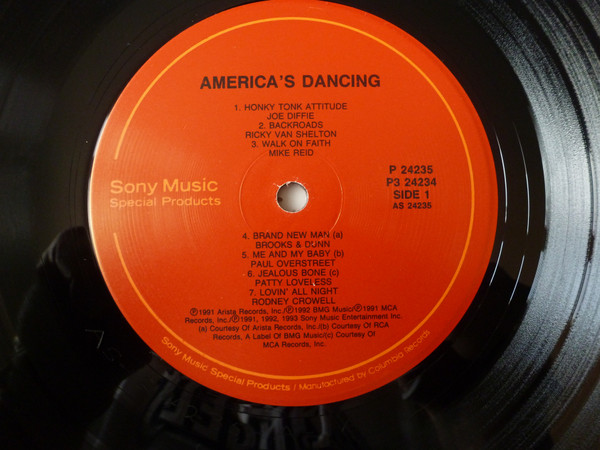 AMERICA'S DANCING
1. HONKY TONK ATTITUDE
JOE DIFFIE
2. BACKROADS
RICKY VAN SHELTON
3. WALK ON FAITH
MIKE REID
Sony Music
Special Products
P 24235
P3 24234
SIDE 1
AS 24235
4. BRAND NEW MAN (a)
BROOKS & DUNN
5. ME AND MY BABY (b)
PAUL OVERSTREET
6. JEALOUS BONE (c)
PATTY LOVELESS
7. LOVIN' ALL NIGHT
RODNEY CROWELL
Ⓟ1991 Arista Records, Inc./Ⓟ1992 BMG Music/Ⓟ1991 MCA
Records, Inc./Ⓟ1991, 1992, 1993 Sony Music Entertainment Inc.
(a) Courtesy Of Arista Records, Inc./(b) Courtesy Of RCA
Records, A Label Of BMG Music/(c) Courtesy Of
MCA Records, Inc.
Sony Music Special Products / Manufactured by Columbia Records